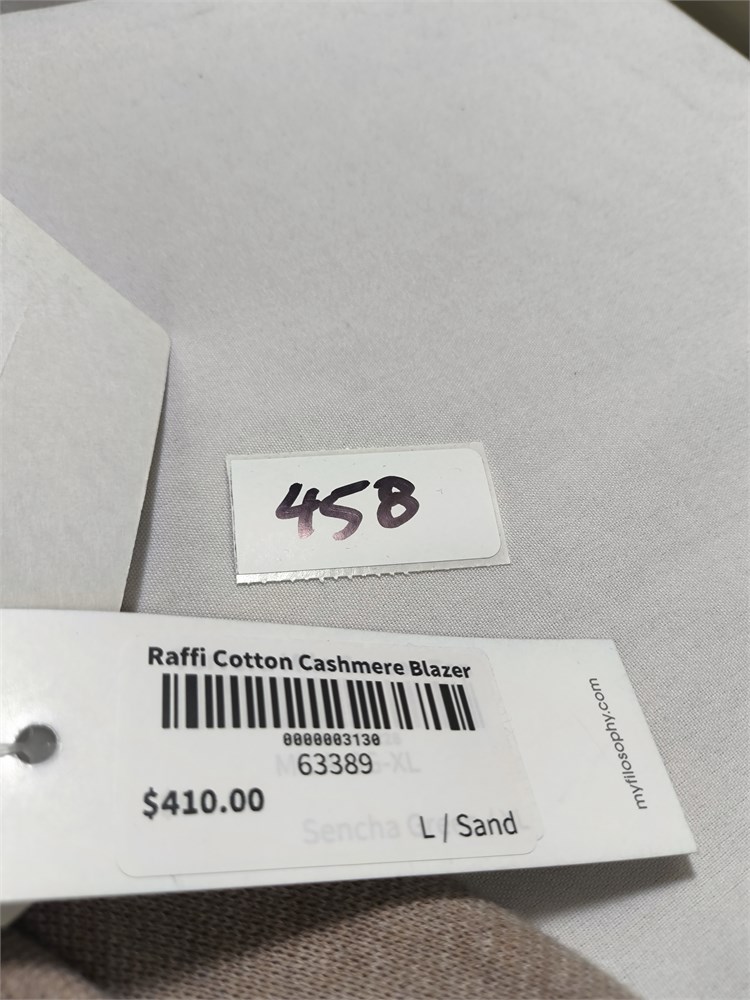 458
Raffi Cotton Cashmere Blazer
0000003130
63389
$410.00
L / Sand
myfilosophy.com